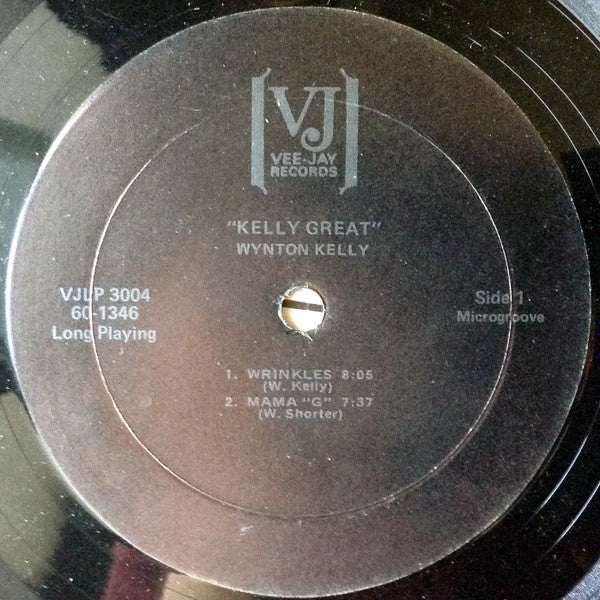 VJ
VEE-JAY
RECORDS
"KELLY GREAT"
WYNTON KELLY
VJLP 3004
60-1346
Long Playing
Side 1
Microgroove
1. WRINKLES 8:05
(W. Kelly)
2. MAMA "G" 7:37
(W. Shorter)